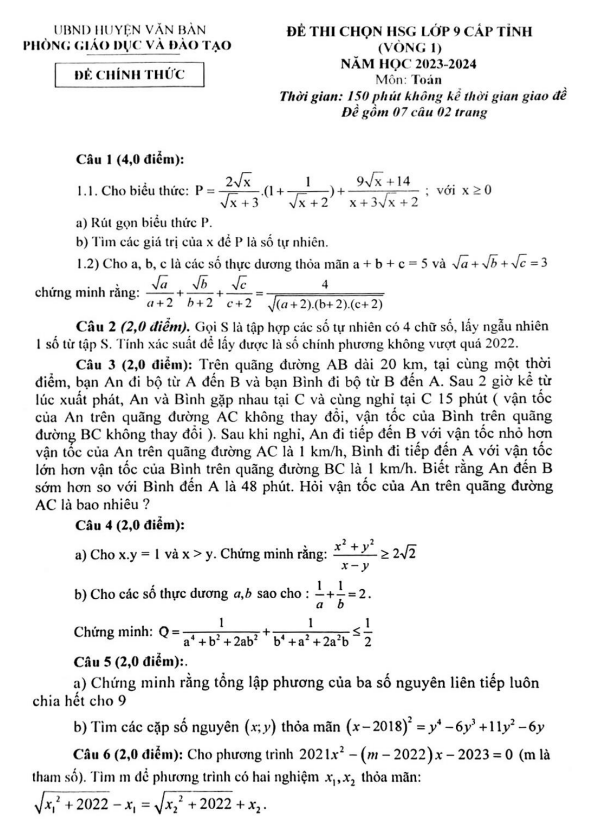 UBND HUYỆN VĂN BÀN
PHÒNG GIÁO DỤC VÀ ĐÀO TẠO
ĐỀ CHÍNH THỨC
ĐỀ THI CHỌN HSG LỚP 9 CẤP TỈNH
(VÒNG 1)
NĂM HỌC 2023-2024
Môn: Toán
Thời gian: 150 phút không kể thời gian giao đề
Đề gồm 07 câu 02 trang
Câu 1 (4,0 điểm):
1.1. Cho biểu thức: P = \frac{2\sqrt{x}}{\sqrt{x}+3}.(1+\frac{1}{\sqrt{x}+2})+\frac{9\sqrt{x}+14}{x+3\sqrt{x}+2} ; với x ≥ 0
a) Rút gọn biểu thức P.
b) Tìm các giá trị của x để P là số tự nhiên.
1.2) Cho a, b, c là các số thực dương thỏa mãn a + b + c = 5 và \sqrt{a}+\sqrt{b}+\sqrt{c} = 3
chứng minh rằng: \frac{\sqrt{a}}{a+2}+\frac{\sqrt{b}}{b+2}+\frac{\sqrt{c}}{c+2}=\frac{4}{\sqrt{(a+2).(b+2).(c+2)}}
Câu 2 (2,0 điểm). Gọi S là tập hợp các số tự nhiên có 4 chữ số, lấy ngẫu nhiên
1 số từ tập S. Tính xác suất để lấy được là số chính phương không vượt quá 2022.
Câu 3 (2,0 điểm): Trên quãng đường AB dài 20 km, tại cùng một thời
điểm, bạn An đi bộ từ A đến B và bạn Bình đi bộ từ B đến A. Sau 2 giờ kể từ
lúc xuất phát, An và Bình gặp nhau tại C và cùng nghỉ tại C 15 phút ( vận tốc
của An trên quãng đường AC không thay đổi, vận tốc của Bình trên quãng
đường BC không thay đổi ). Sau khi nghỉ, An đi tiếp đến B với vận tốc nhỏ hơn
vận tốc của An trên quãng đường AC là 1 km/h, Bình đi tiếp đến A với vận tốc
lớn hơn vận tốc của Bình trên quãng đường BC là 1 km/h. Biết rằng An đến B
sớm hơn so với Bình đến A là 48 phút. Hỏi vận tốc của An trên quãng đường
AC là bao nhiêu ?
Câu 4 (2,0 điểm):
a) Cho x.y = 1 và x > y. Chứng minh rằng: \frac{x^2+y^2}{x-y} ≥ 2\sqrt{2}
b) Cho các số thực dương a,b sao cho : \frac{1}{a}+\frac{1}{b}=2.
Chứng minh: Q = \frac{1}{a^4+b^2+2ab^2}+\frac{1}{b^4+a^2+2a^2b} ≤ \frac{1}{2}
Câu 5 (2,0 điểm):.
a) Chứng minh rằng tổng lập phương của ba số nguyên liên tiếp luôn
chia hết cho 9
b) Tìm các cặp số nguyên (x;y) thỏa mãn (x−2018)² = y⁴ −6y³ +11y² −6y
Câu 6 (2,0 điểm): Cho phương trình 2021x² −(m−2022)x−2023 = 0 (m là
tham số). Tìm m để phương trình có hai nghiệm x₁,x₂ thỏa mãn:
\sqrt{x_1^2+2022} − x₁ = \sqrt{x_2^2+2022} + x₂.